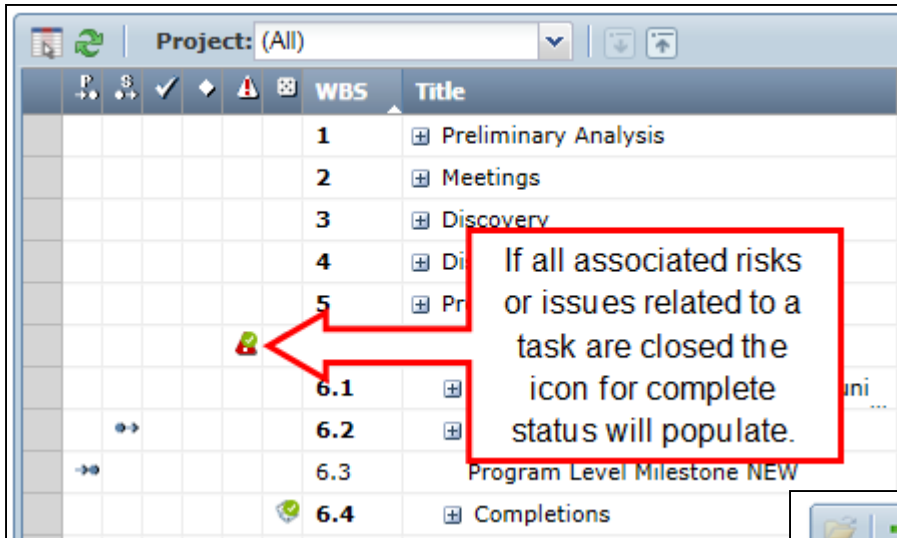 Project: (All)
P S WBS Title
1 Preliminary Analysis
2 Meetings
3 Discovery
4 Di
5 Pr
If all associated risks
or issues related to a
task are closed the
icon for complete
status will populate.
6.1 uni ...
6.2
6.3 Program Level Milestone NEW
6.4 Completions